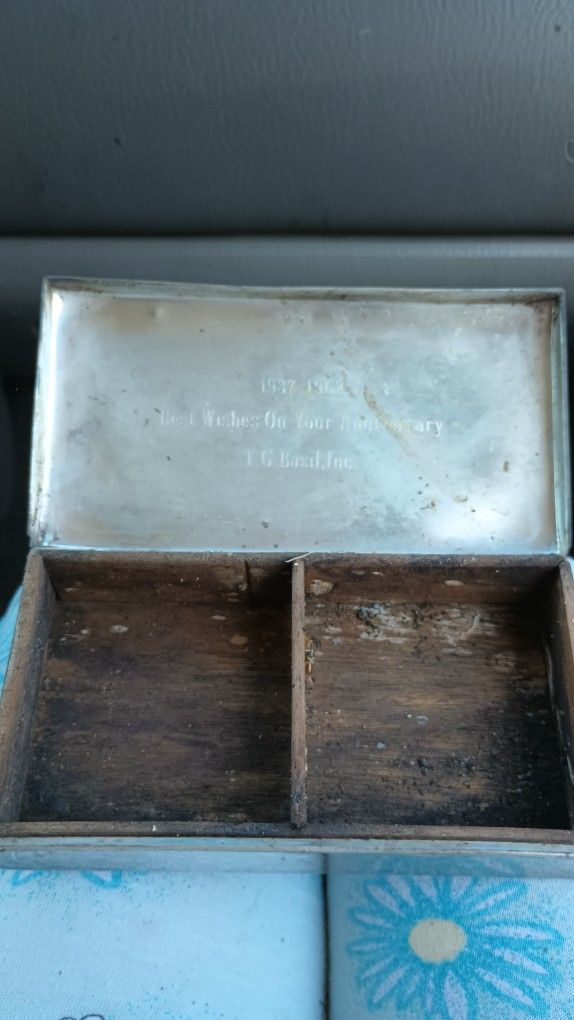 1937-1962
Best Wishes On Your Anniversary
T.G. Inc.